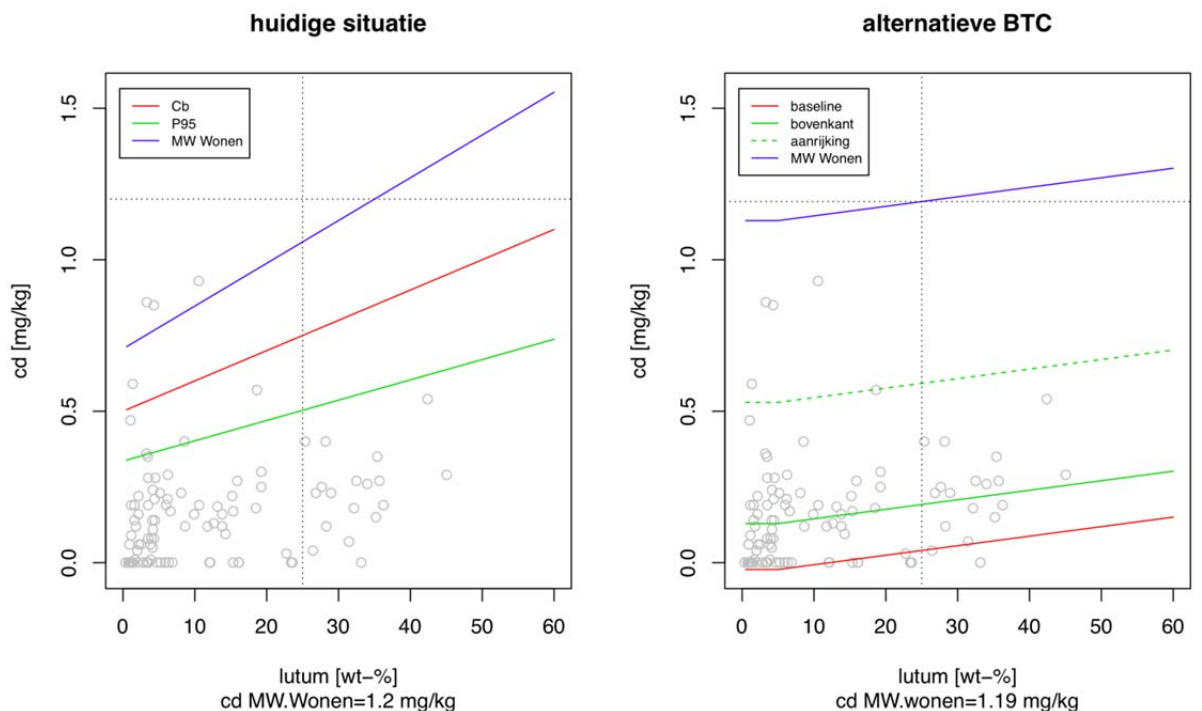 huidige situatie
cd [mg/kg]
1.5
1.0
0.5
0.0
Cb
P95
MW Wonen
0 10 20 30 40 50 60
lutum [wt-%]
cd MW.Wonen=1.2 mg/kg
alternatieve BTC
cd [mg/kg]
1.5
1.0
0.5
0.0
baseline
bovenkant
aanrijking
MW Wonen
0 10 20 30 40 50 60
lutum [wt-%]
cd MW.wonen=1.19 mg/kg